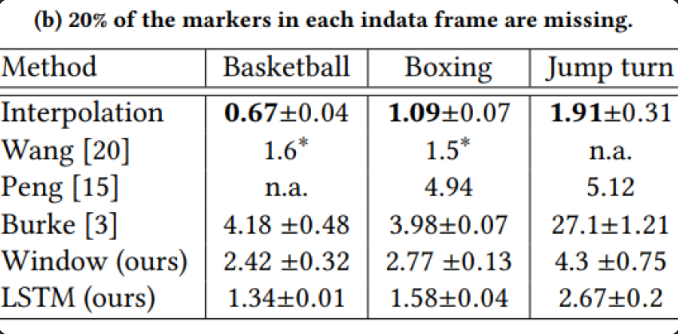 (b) 20% of the markers in each indata frame are missing.
Method Basketball Boxing Jump turn
Interpolation 0.67±0.04 1.09±0.07 1.91±0.31
Wang [20] 1.6* 1.5* n.a.
Peng [15] n.a. 4.94 5.12
Burke [3] 4.18 ±0.48 3.98±0.07 27.1±1.21
Window (ours) 2.42 ±0.32 2.77 ±0.13 4.3 ±0.75
LSTM (ours) 1.34±0.01 1.58±0.04 2.67±0.2